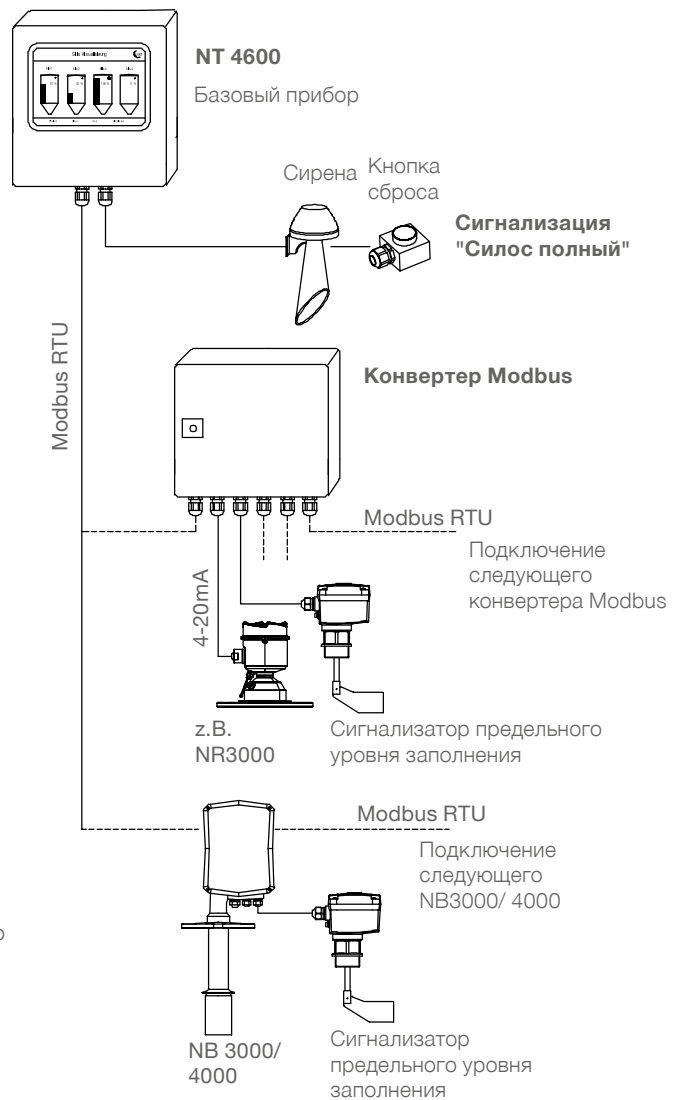 Silo Visualisierung
NT 4600
Базовый прибор
Сирена
Кнопка
сброса
Сигнализация
"Силос полный"
Modbus RTU
Конвертер Modbus
Modbus RTU
Подключение
следующего
конвертера Modbus
4-20mA
z.B.
NR3000
Сигнализатор предельного
уровня заполнения
Modbus RTU
Подключение
следующего
NB3000/ 4000
о
NB 3000/
4000
Сигнализатор
предельного уровня
заполнения